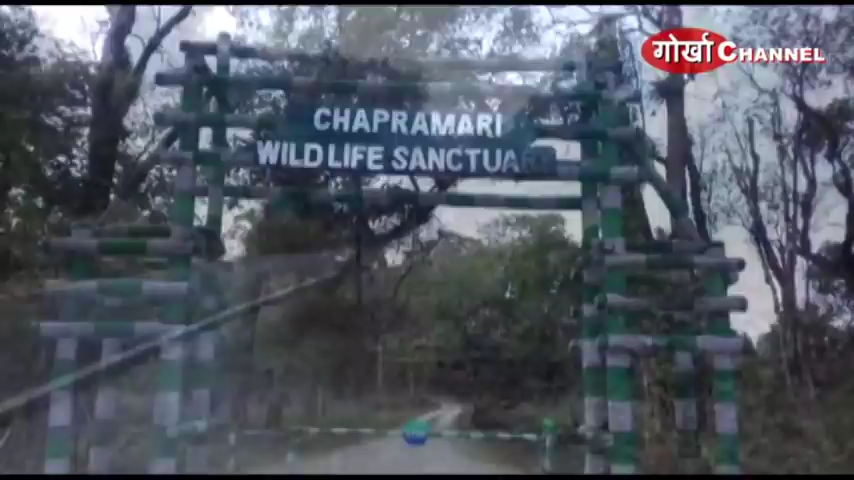 गोर्खा CHANNEL
CHAPRAMARI
WILDLIFE SANCTUARY